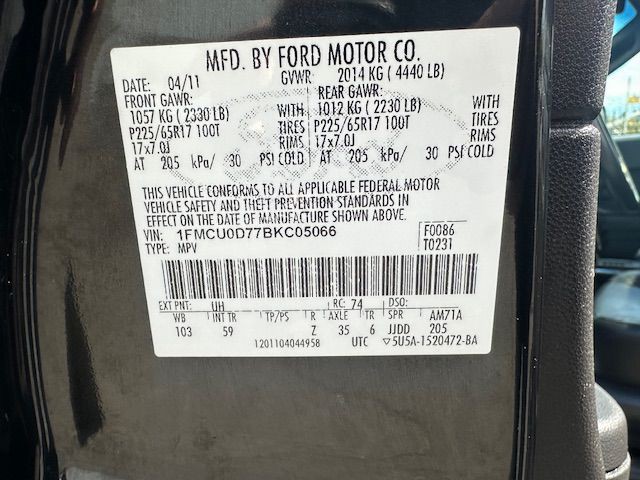 MFD. BY FORD MOTOR CO.
DATE: 04/11 GVWR: 2014 KG ( 4440 LB)
FRONT GAWR: REAR GAWR:
1057 KG ( 2330 LB) WITH 1012 KG ( 2230 LB) WITH
P225/65R17 100T TIRES P225/65R17 100T TIRES
17x7.0J RIMS 17x7.0J RIMS
AT 205 kPa/ 30 PSI COLD AT 205 kPa/ 30 PSI COLD
THIS VEHICLE CONFORMS TO ALL APPLICABLE FEDERAL MOTOR
VEHICLE SAFETY AND THEFT PREVENTION STANDARDS IN
EFFECT ON THE DATE OF MANUFACTURE SHOWN ABOVE.
VIN: 1FMCU0D77BKC05066 F0086
TYPE: MPV T0231
EXT PNT: UH RC: 74 DSO:
WB INT TR TP/PS R AXLE TR SPR AM71A
103 59 Z 35 6 JJDD 205
1201104044958 UTC ▽5U5A-1520472-BA